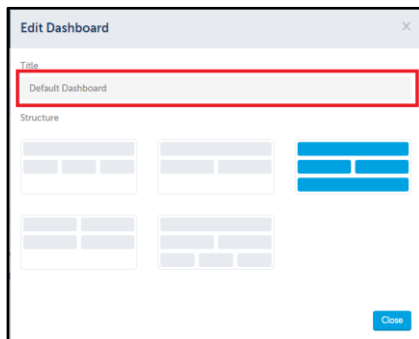 Edit Dashboard
×
Title
Default Dashboard
Structure
Close